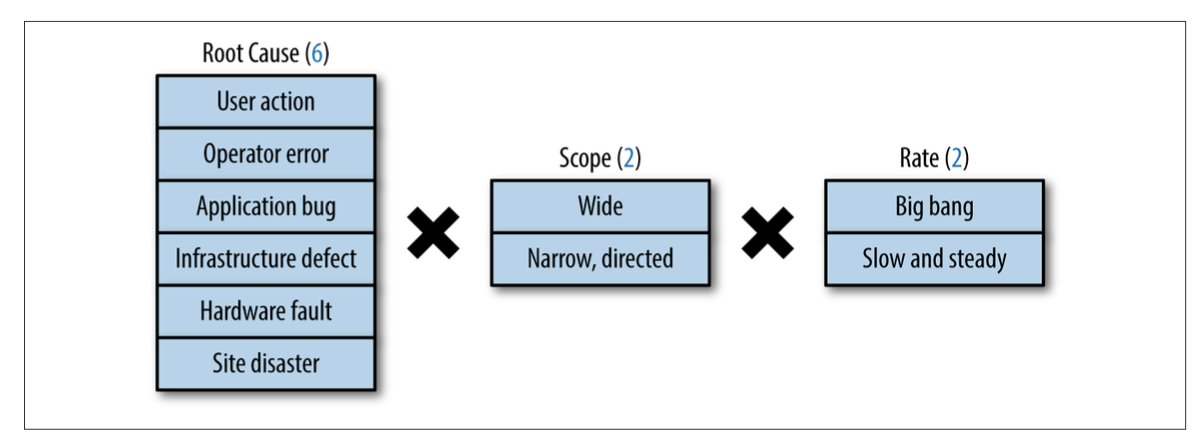 Root Cause (6)
User action
Operator error
Application bug
Infrastructure defect
Hardware fault
Site disaster
Scope (2)
Wide
Narrow, directed
Rate (2)
Big bang
Slow and steady